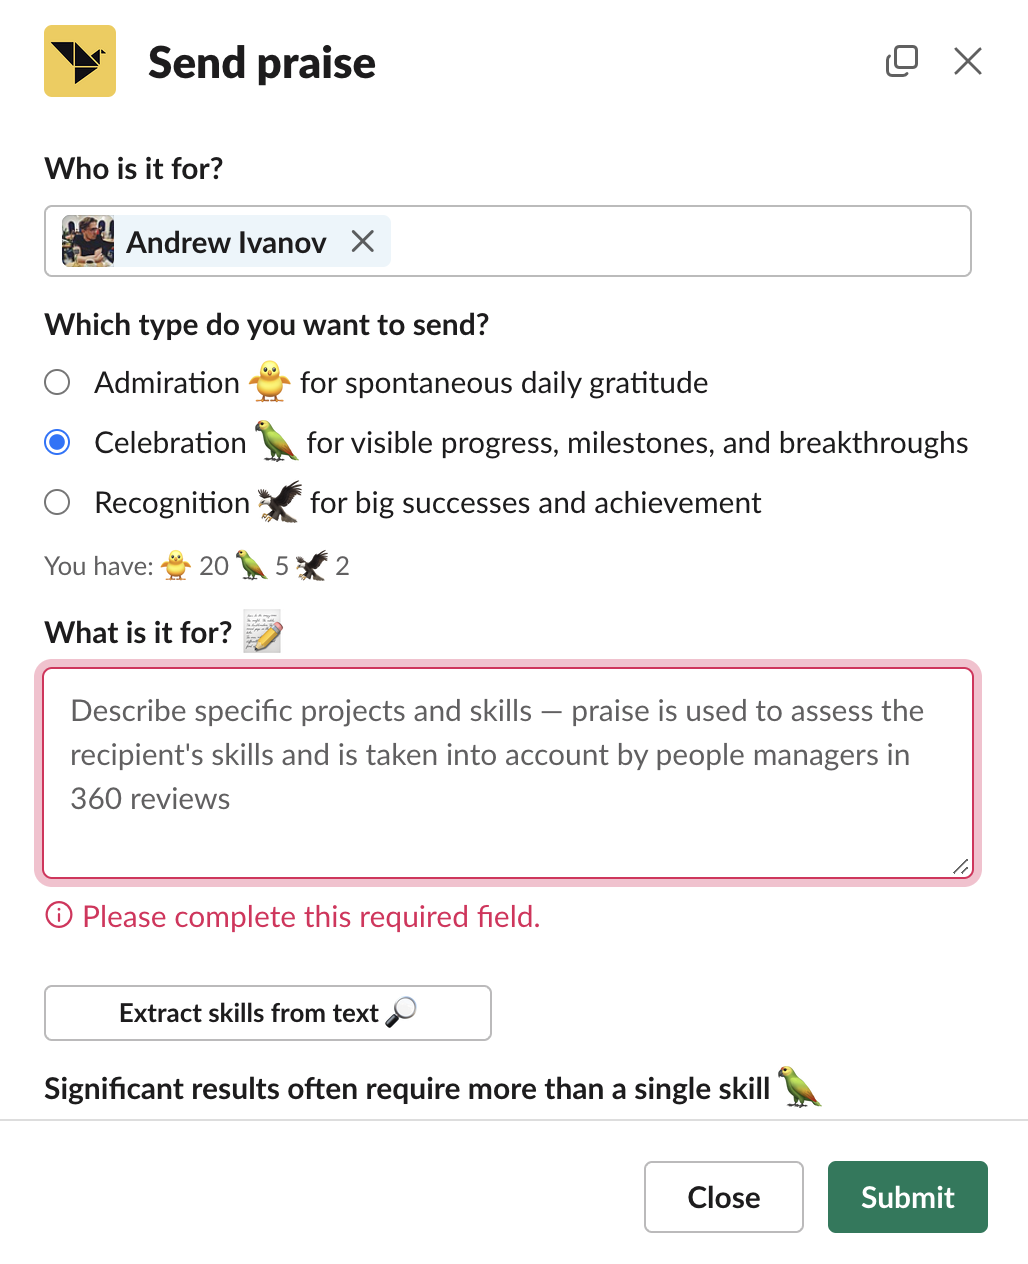 Send praise
Who is it for?
Andrew Ivanov
Which type do you want to send?
Admiration 🐥 for spontaneous daily gratitude
Celebration 🦜 for visible progress, milestones, and breakthroughs
Recognition 🦅 for big successes and achievement
You have: 🐥 20 🦜 5 🦅 2
What is it for? 📝
Describe specific projects and skills — praise is used to assess the
recipient's skills and is taken into account by people managers in
360 reviews
Please complete this required field.
Extract skills from text 🔎
Significant results often require more than a single skill 🦜
Close
Submit